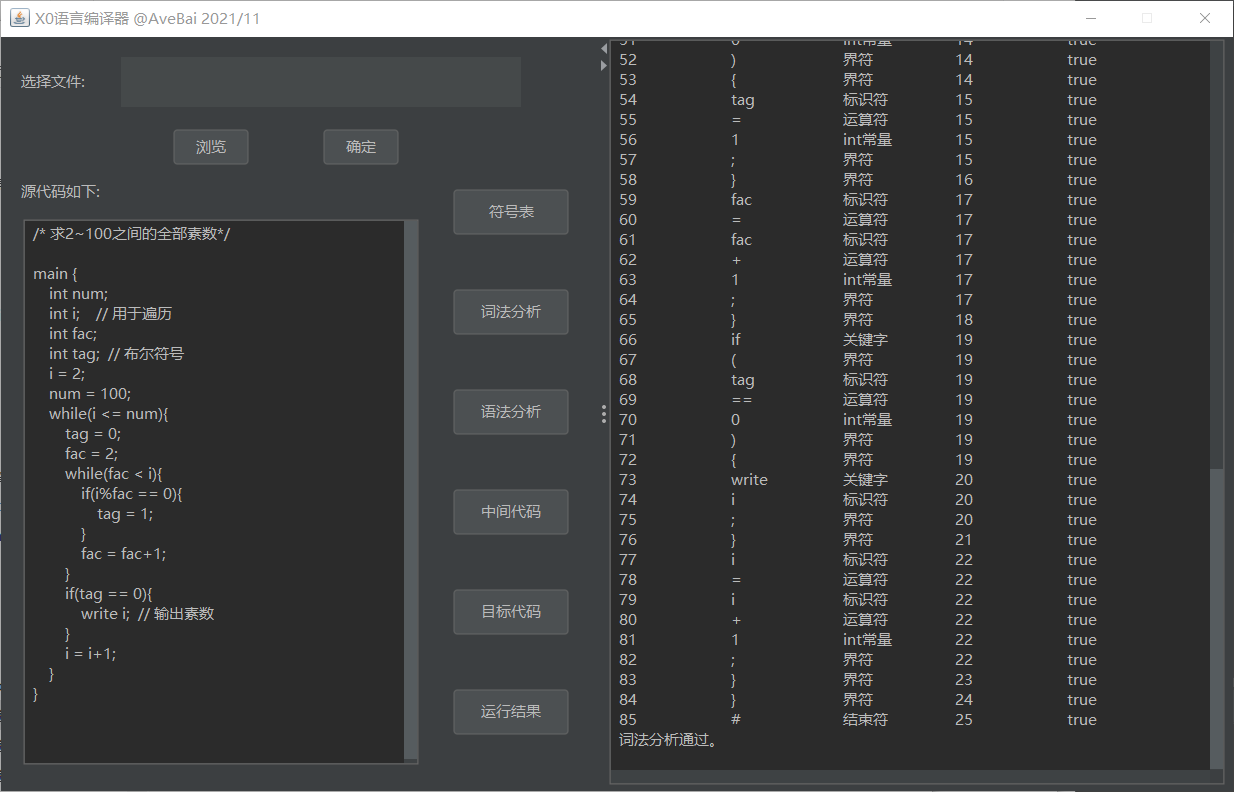 X0语言编译器 @AveBai 2021/11
选择文件:
浏览 确定
源代码如下:
/* 求2~100之间的全部素数*/
main {
int num;
int i; // 用于遍历
int fac;
int tag; // 布尔符号
i = 2;
num = 100;
while(i <= num){
tag = 0;
fac = 2;
while(fac < i){
if(i%fac == 0){
tag = 1;
}
fac = fac+1;
}
if(tag == 0){
write i; // 输出素数
}
i = i+1;
}
}
符号表
词法分析
语法分析
中间代码
目标代码
运行结果
51 0 int常量 14 true
52 ) 界符 14 true
53 { 界符 14 true
54 tag 标识符 15 true
55 = 运算符 15 true
56 1 int常量 15 true
57 ; 界符 15 true
58 } 界符 16 true
59 fac 标识符 17 true
60 = 运算符 17 true
61 fac 标识符 17 true
62 + 运算符 17 true
63 1 int常量 17 true
64 ; 界符 17 true
65 } 界符 18 true
66 if 关键字 19 true
67 ( 界符 19 true
68 tag 标识符 19 true
69 == 运算符 19 true
70 0 int常量 19 true
71 ) 界符 19 true
72 { 界符 19 true
73 write 关键字 20 true
74 i 标识符 20 true
75 ; 界符 20 true
76 } 界符 21 true
77 i 标识符 22 true
78 = 运算符 22 true
79 i 标识符 22 true
80 + 运算符 22 true
81 1 int常量 22 true
82 ; 界符 22 true
83 } 界符 23 true
84 } 界符 24 true
85 # 结束符 25 true
词法分析通过。